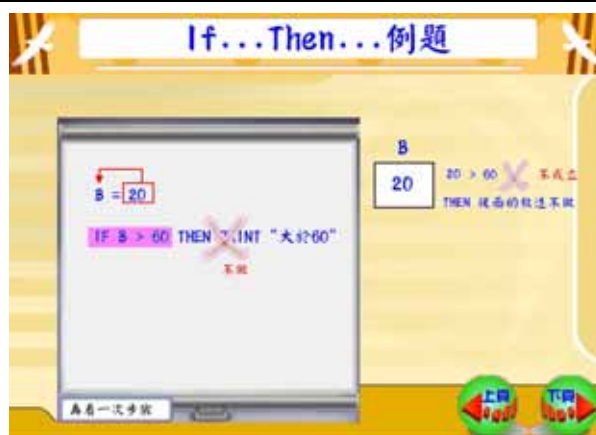 If...Then...例題
B = 20
IF B > 60 THEN PRINT "大於60"
不做
B
20
20 > 60 不成立
THEN 後面的敘述不做
再看一次步驟
上頁
下頁